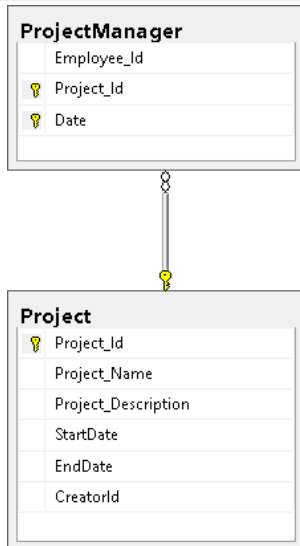 ProjectManager
Employee_Id
Project_Id
Date
Project
Project_Id
Project_Name
Project_Description
StartDate
EndDate
CreatorId